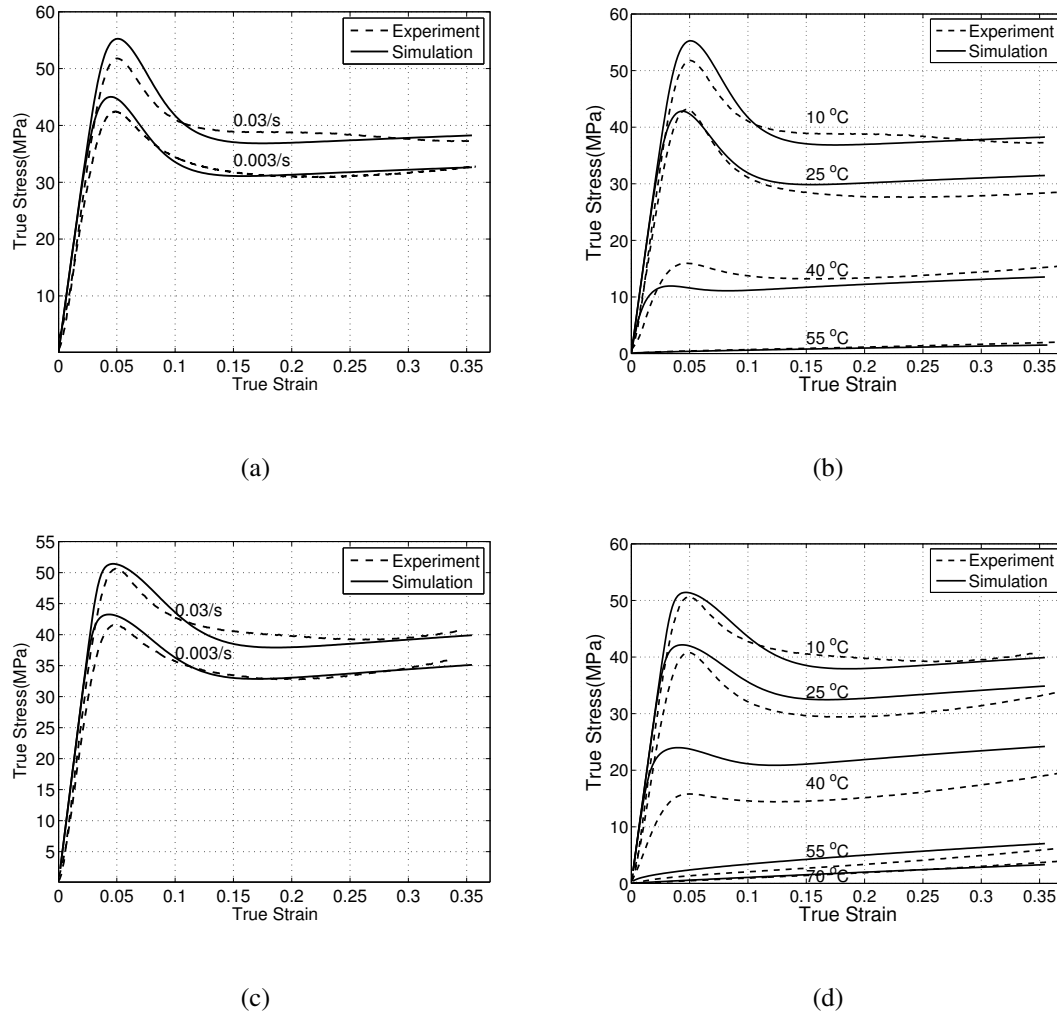 60
50
40
30
20
10
0
0.05
0.1
0.15
0.2
0.25
0.3
0.35
True Stress(MPa)
True Strain
Experiment
Simulation
0.03/s
0.003/s
(a)
60
50
40
30
20
10
0
0
0.05
0.1
0.15
0.2
0.25
0.3
0.35
True Stress(MPa)
True Strain
Experiment
Simulation
10 °C
25 °C
40 °C
55 °C
(b)
55
50
45
40
35
30
25
20
15
10
5
0
0.05
0.1
0.15
0.2
0.25
0.3
0.35
True Stress(MPa)
True Strain
Experiment
Simulation
0.03/s
0.003/s
(c)
60
50
40
30
20
10
0
0
0.05
0.1
0.15
0.2
0.25
0.3
0.35
True Stress(MPa)
True Strain
Experiment
Simulation
10 °C
25 °C
40 °C
55 °C
70 °C
(d)